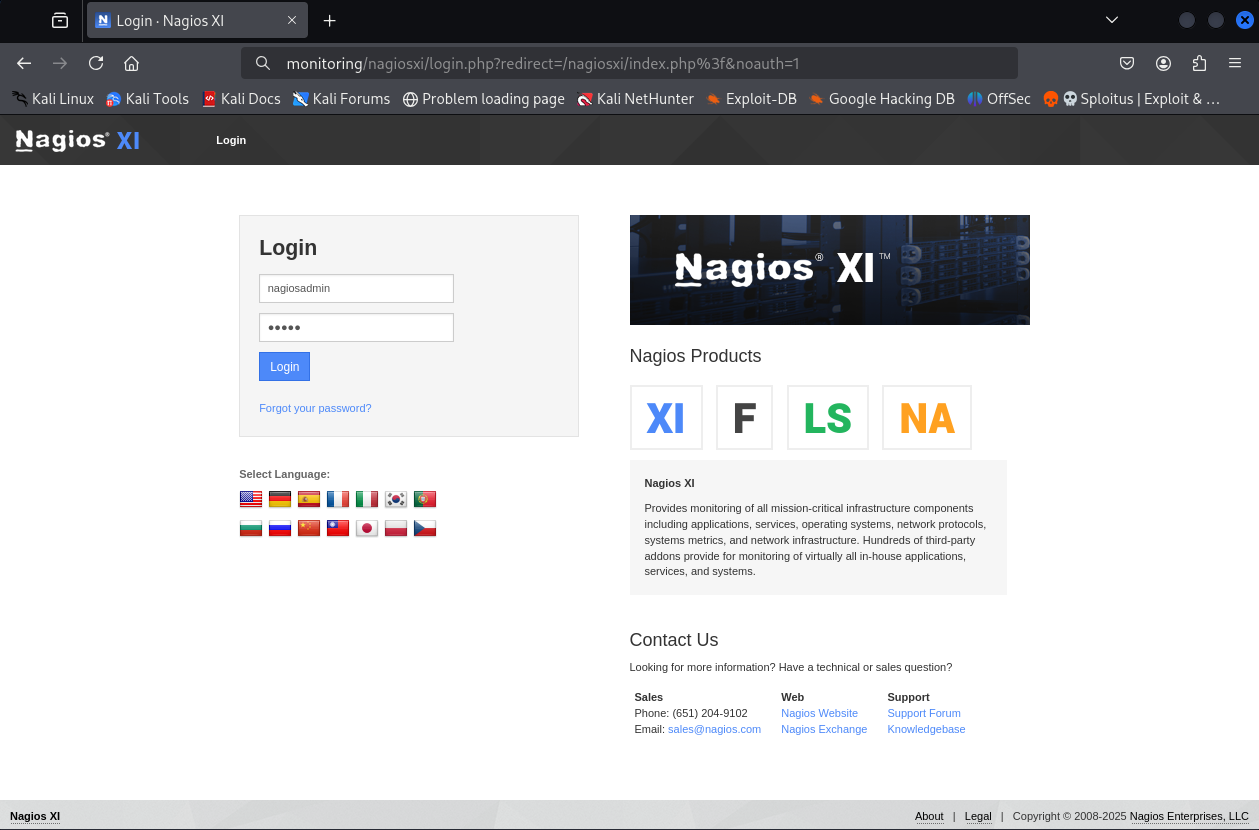 Login · Nagios XI
monitoring/nagiosxi/login.php?redirect=/nagiosxi/index.php%3f&noauth=1
Kali Linux Kali Tools Kali Docs Kali Forums Problem loading page Kali NetHunter Exploit-DB Google Hacking DB OffSec Sploitus | Exploit & …
Nagios® XI Login
Login
nagiosadmin
●●●●●
Login
Forgot your password?
Select Language:
Nagios® XI™
Nagios Products
XI F LS NA
Nagios XI
Provides monitoring of all mission-critical infrastructure components
including applications, services, operating systems, network protocols,
systems metrics, and network infrastructure. Hundreds of third-party
addons provide for monitoring of virtually all in-house applications,
services, and systems.
Contact Us
Looking for more information? Have a technical or sales question?
Sales Web Support
Phone: (651) 204-9102 Nagios Website Support Forum
Email: sales@nagios.com Nagios Exchange Knowledgebase
Nagios XI About | Legal | Copyright © 2008-2025 Nagios Enterprises, LLC